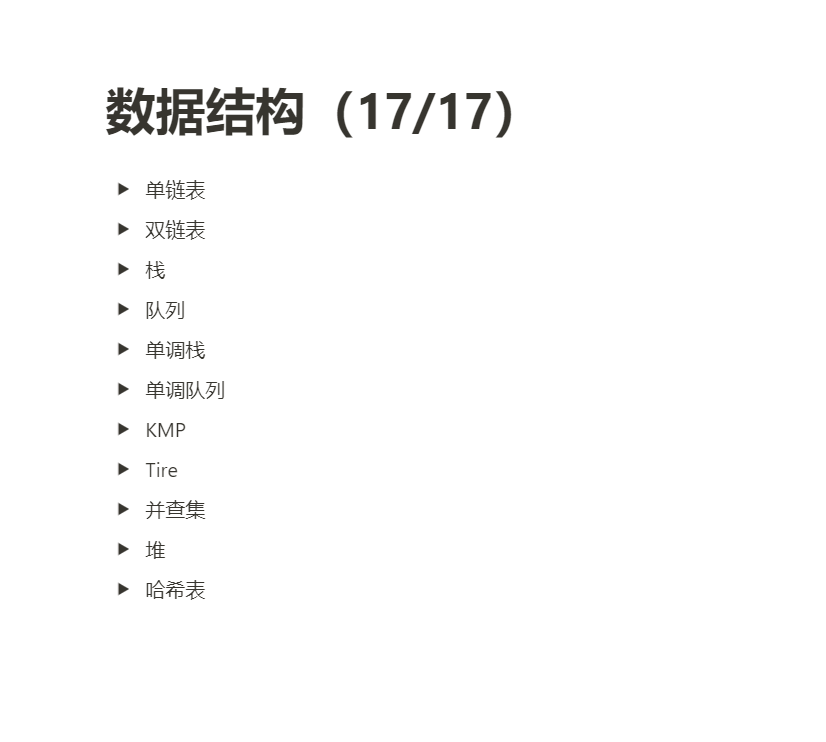 数据结构（17/17）
单链表
双链表
栈
队列
单调栈
单调队列
KMP
Tire
并查集
堆
哈希表